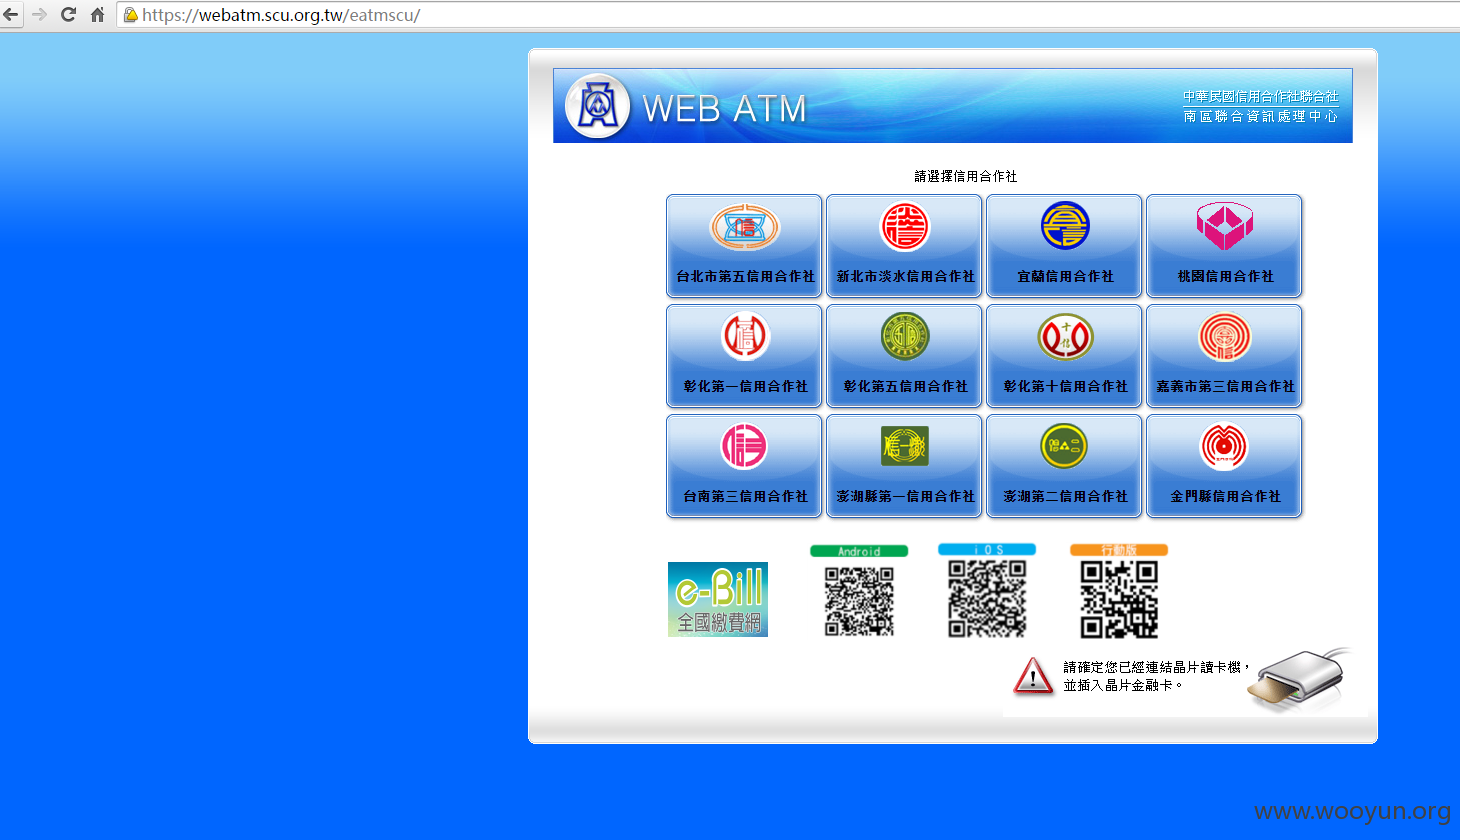 https://webatm.scu.org.tw/eatmscu/
WEB ATM
中華民國信用合作社聯合社
南區聯合資訊處理中心
請選擇信用合作社
台北市第五信用合作社
新北市淡水信用合作社
宜蘭信用合作社
桃園信用合作社
彰化第一信用合作社
彰化第五信用合作社
彰化第十信用合作社
嘉義市第三信用合作社
台南第三信用合作社
澎湖縣第一信用合作社
澎湖第二信用合作社
金門縣信用合作社
Android
iOS
行動版
e-Bill
全國繳費網
請確定您已經連結晶片讀卡機，
並插入晶片金融卡。
www.wooyun.org